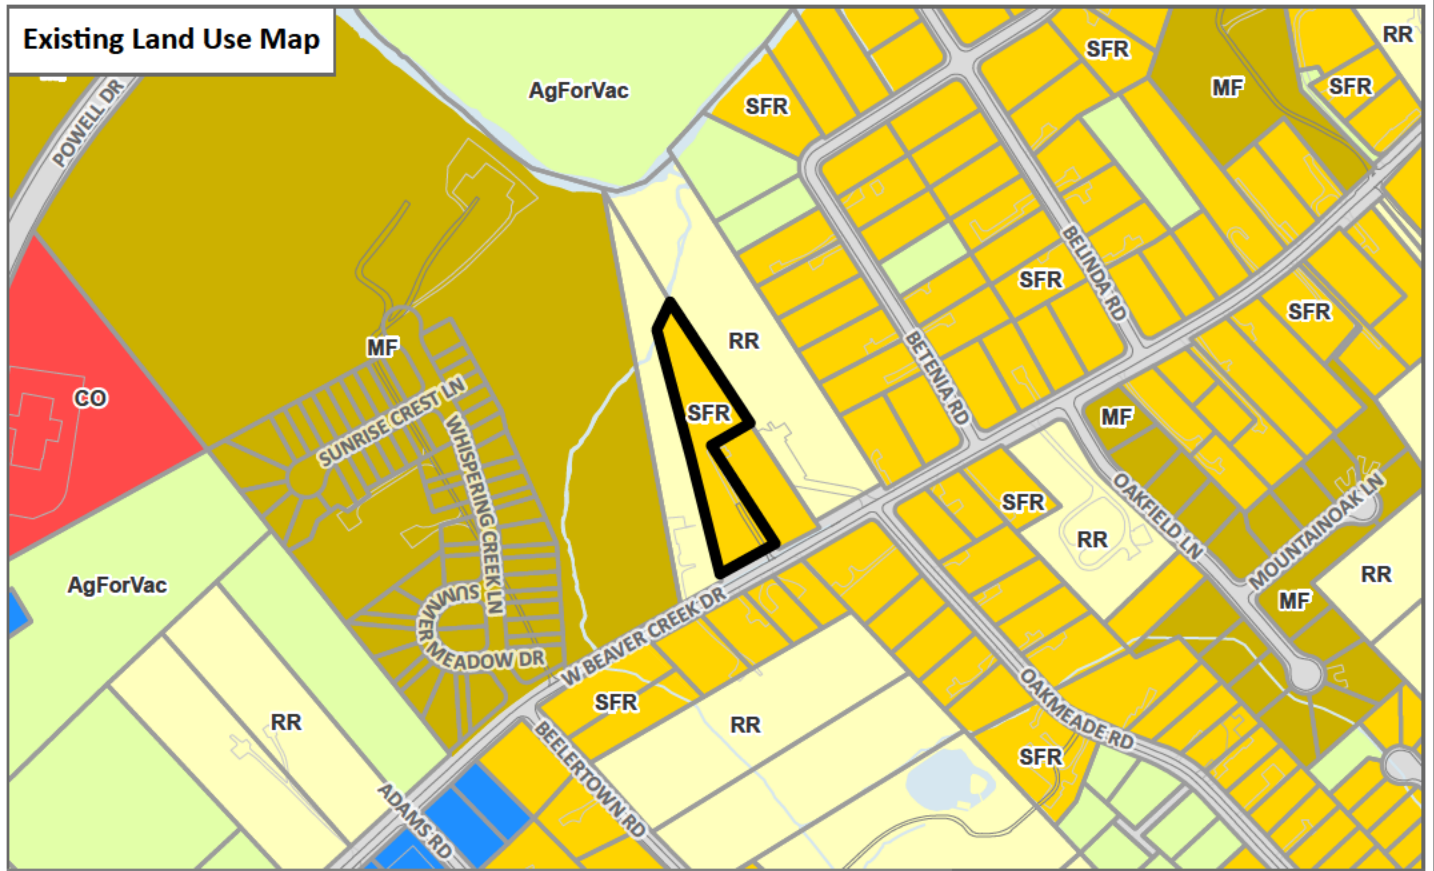 Existing Land Use Map
RR
SFR
SFR
MF
SFR
AgForVac
SFR
POWELL DR
BELINDA RD
SFR
SFR
RR
MF
BETENIA RD
CO
SUNRISE CREST LN
SFR
MF
WHISPERING CREEK LN
OAKFIELD LN
MOUNTAINOAK LN
SFR
RR
RR
AgForVac
MF
SUMMER MEADOW DR
W BEAVER CREEK DR
SFR
RR
RR
OAKMEADE RD
SFR
BEELERTOWN RD
ADAMS RD